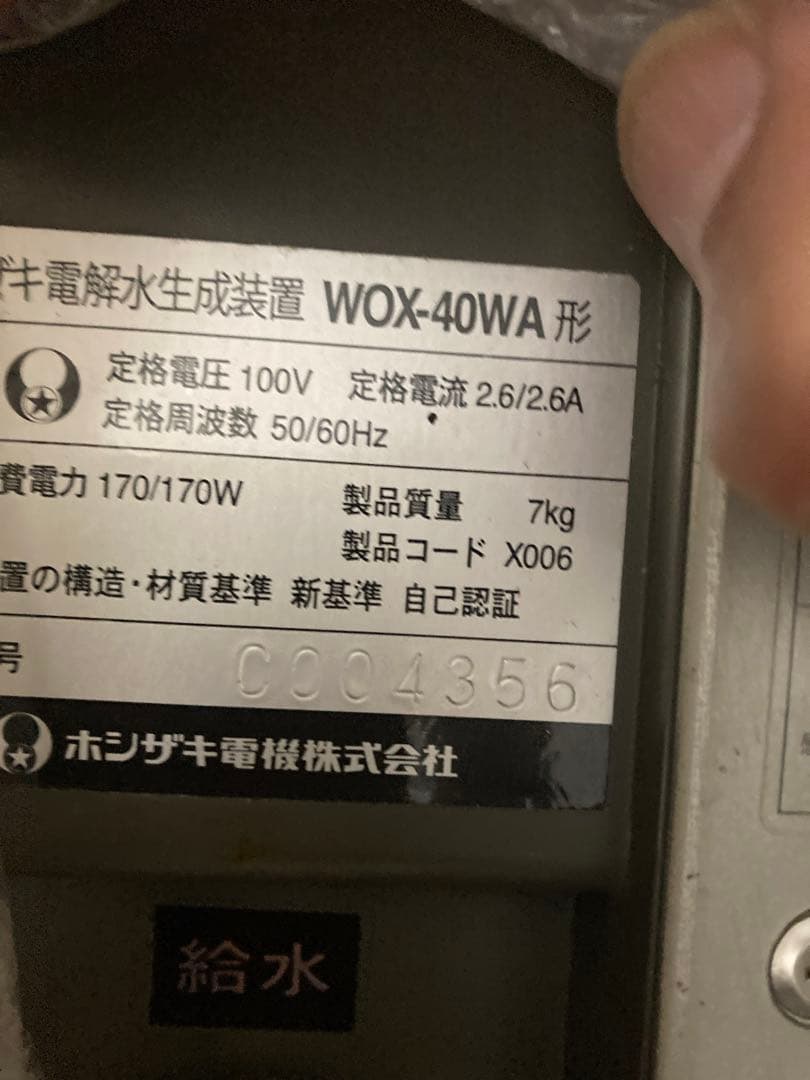 ザキ電解水生成装置 WOX-40WA形
定格電圧 100V 定格電流 2.6/2.6A
定格周波数 50/60Hz
費電力 170/170W 製品質量 7kg
製品コード X006
置の構造・材質基準 新基準 自己認証
号 C004356
ホシザキ電機株式会社
給水